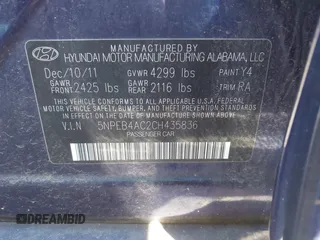 MANUFACTURED BY
HYUNDAI MOTOR MANUFACTURING ALABAMA, LLC
Dec/10/11 GVWR 4299 lbs PAINT Y4
GAWR FRONT 2425 lbs GAWR REAR 2116 lbs TRIM RA
THIS VEHICLE CONFORMS TO ALL APPLICABLE FEDERAL MOTOR VEHICLE
SAFETY, BUMPER, AND THEFT PREVENTION STANDARDS IN EFFECT ON
THE DATE OF MANUFACTURE SHOWN ABOVE.
V.I.N 5NPEB4AC2CH435836
PASSENGER CAR
DREAMBID